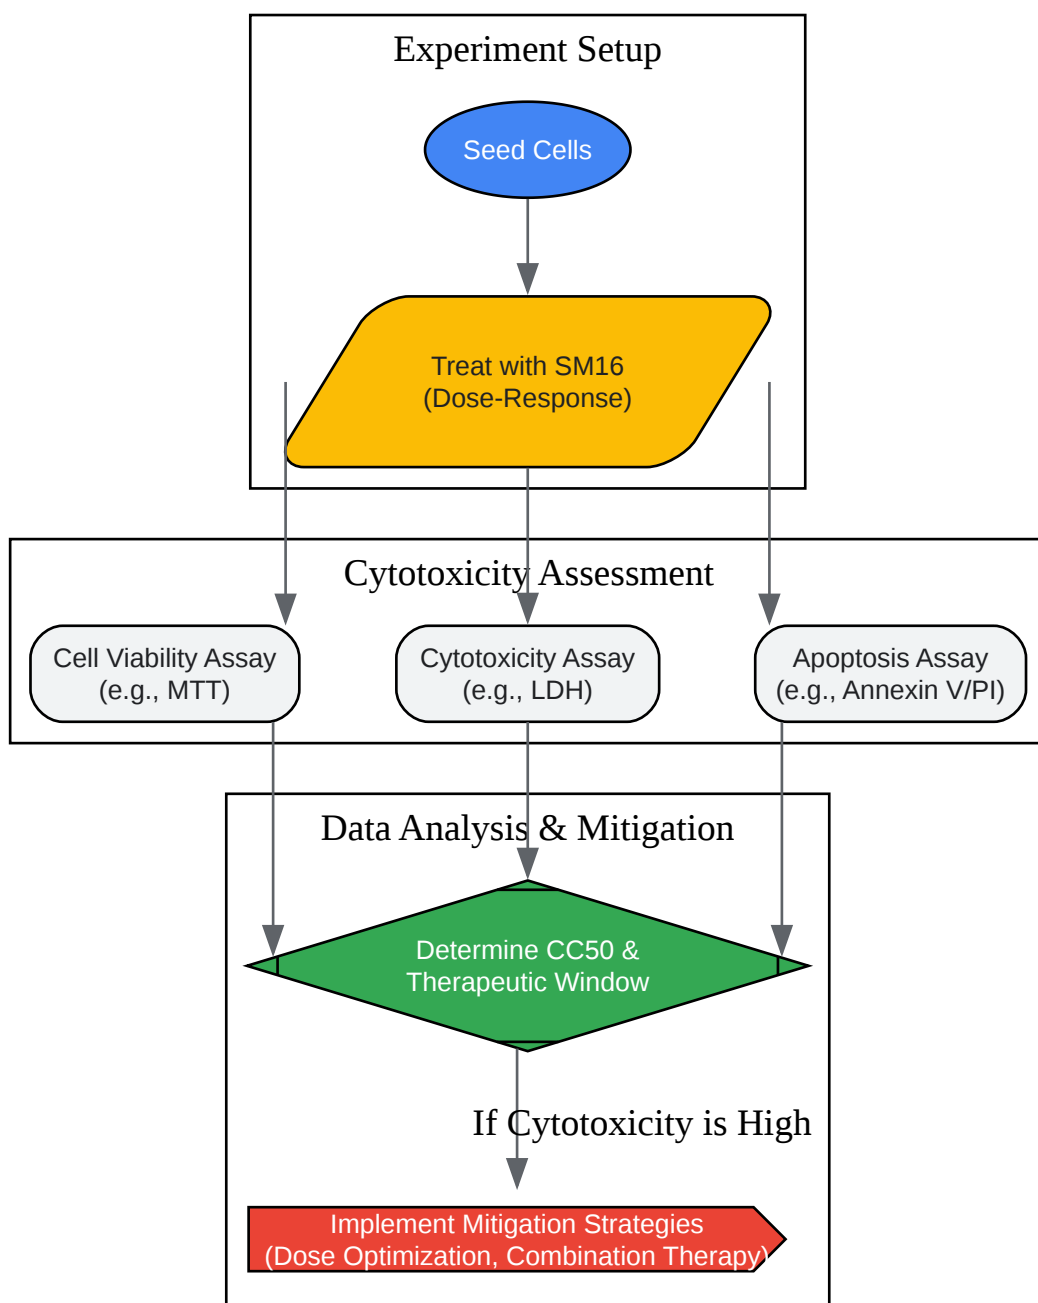 Experiment Setup
Seed Cells
Treat with SM16
(Dose-Response)
Cytotoxicity Assessment
Cell Viability Assay
(e.g., MTT)
Cytotoxicity Assay
(e.g., LDH)
Apoptosis Assay
(e.g., Annexin V/PI)
Data Analysis & Mitigation
Determine CC50 &
Therapeutic Window
If Cytotoxicity is High
Implement Mitigation Strategies
(Dose Optimization, Combination Therapy)